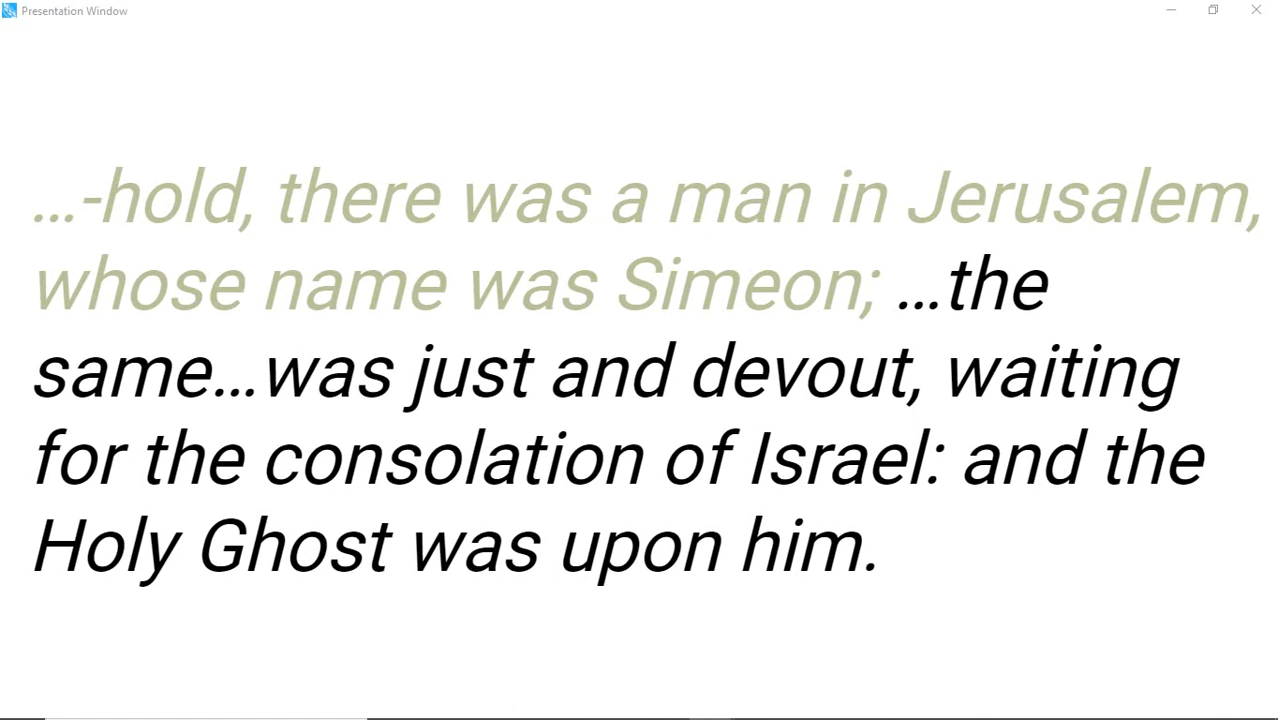 Presentation Window
…-hold, there was a man in Jerusalem,
whose name was Simeon; …the
same…was just and devout, waiting
for the consolation of Israel: and the
Holy Ghost was upon him.